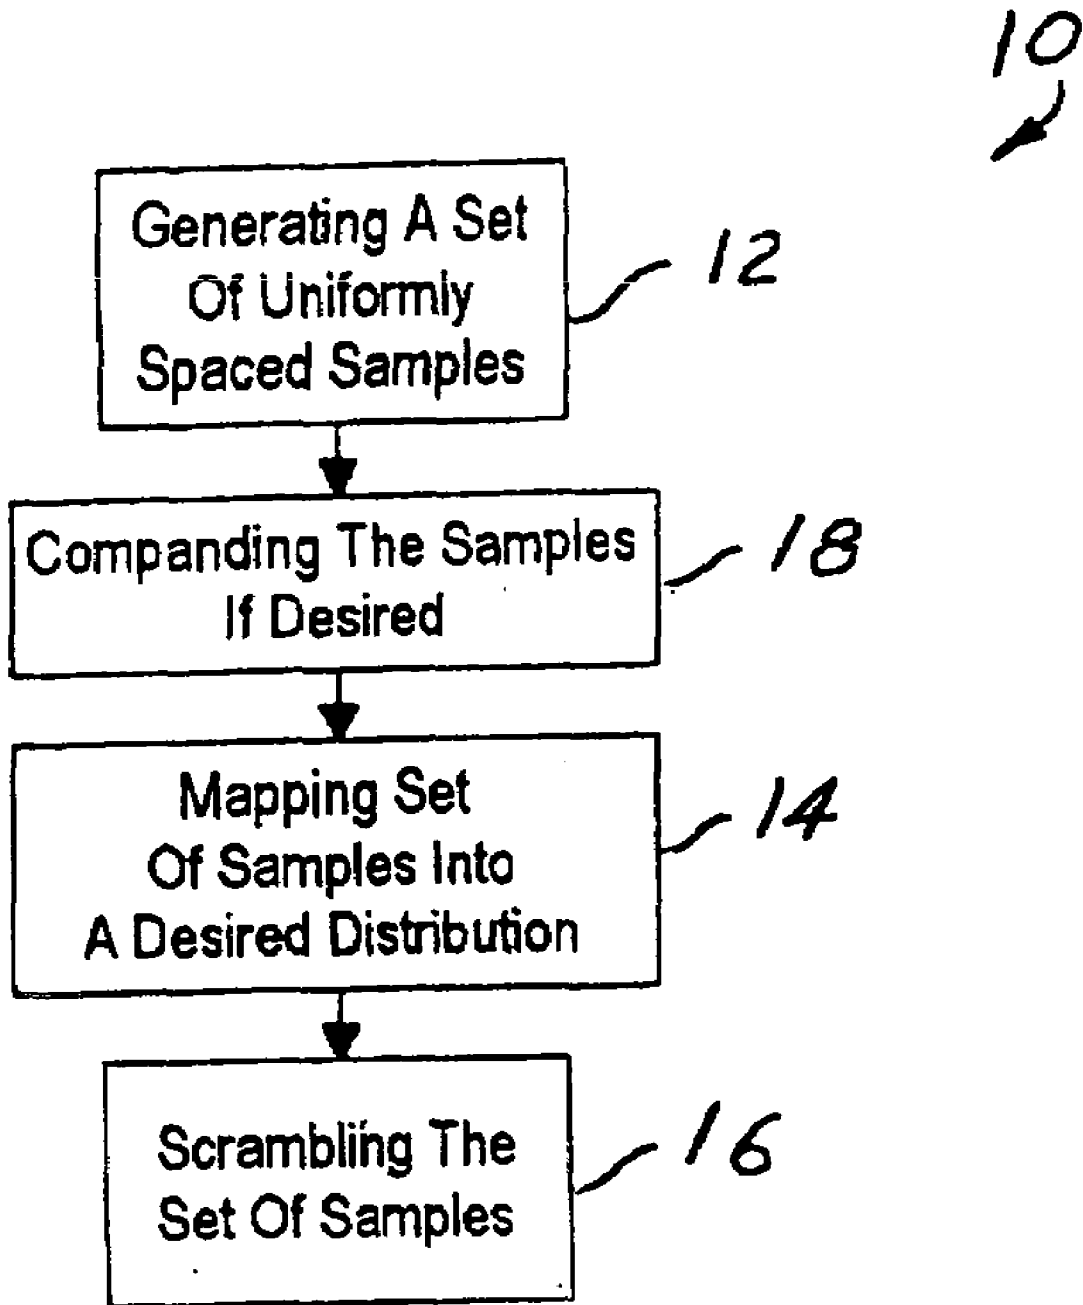 10
Generating A Set
Of Uniformly
Spaced Samples
12
Companding The Samples
If Desired
18
Mapping Set
Of Samples Into
A Desired Distribution
14
Scrambling The
Set Of Samples
16